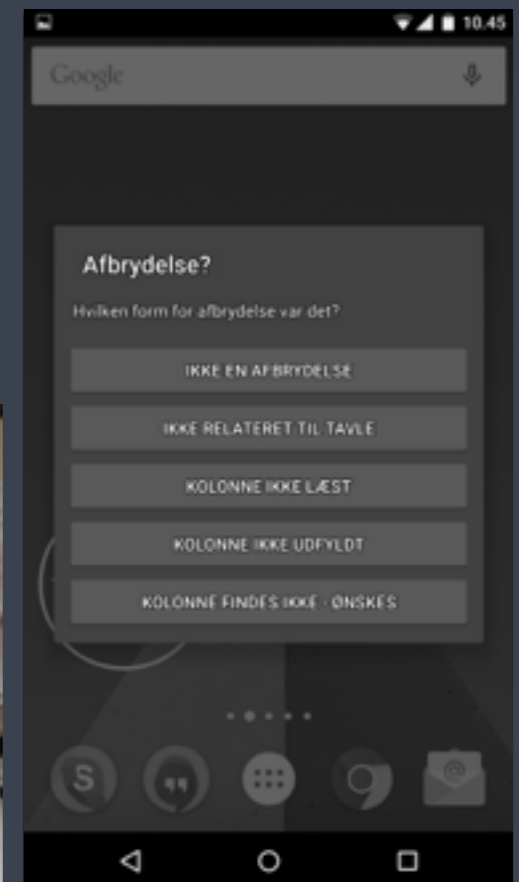 10.45
Google
Afbrydelse?
Hvilken form for afbrydelse var det?
IKKE EN AFBRYDELSE
IKKE RELATERET TIL TAVLE
KOLONNE IKKE LÆST
KOLONNE IKKE UDFYLDT
KOLONNE FINDES IKKE - ØNSKES
S
@